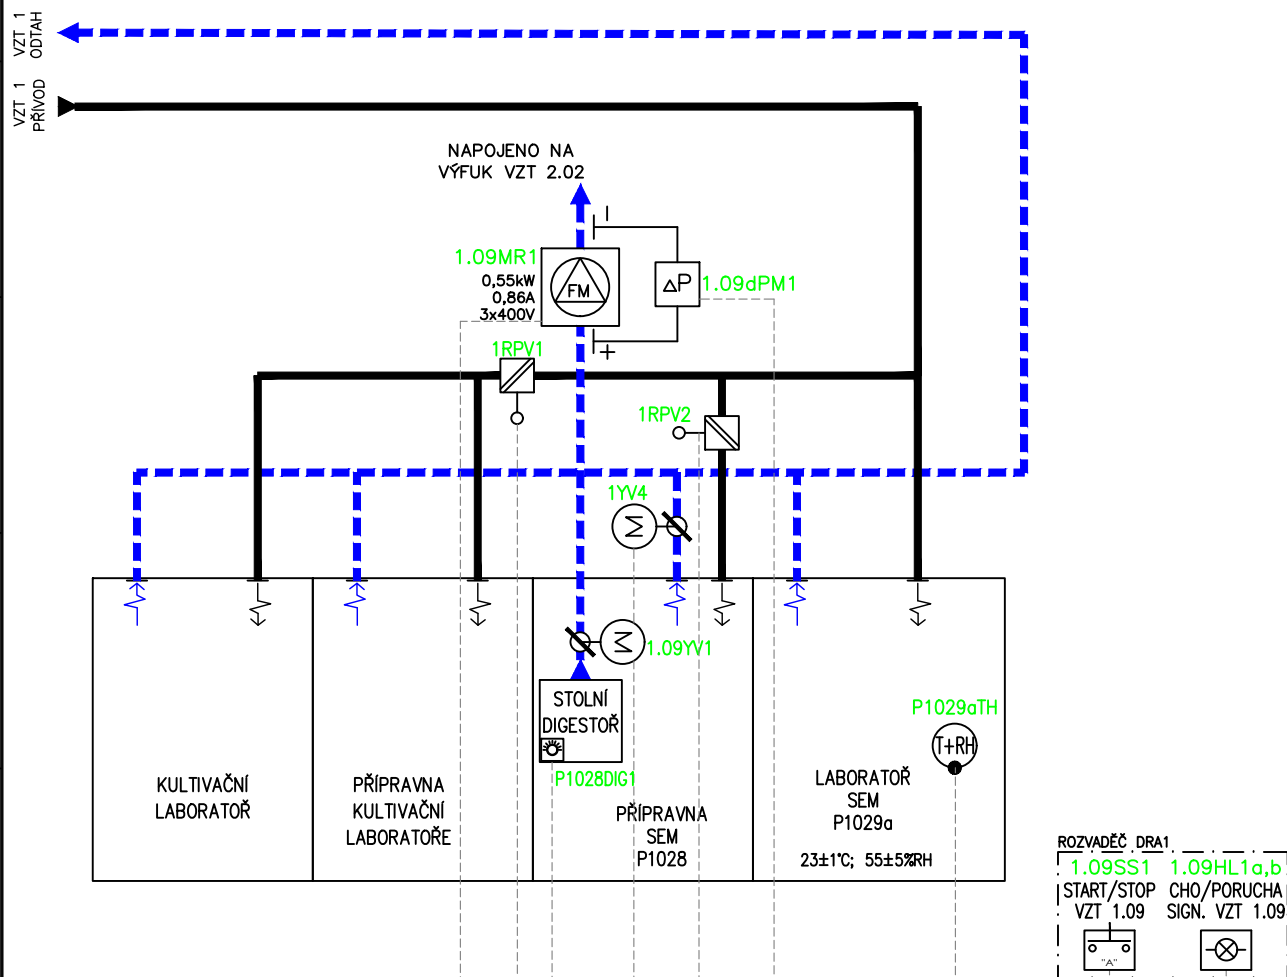 VZT 1
ODTAH
VZT 1
PŘÍVOD
NAPOJENO NA
VÝFUK VZT 2.02
1.09MR1
0,55kW
0,86A
3x400V
FM
ΔP
1.09dPM1
1RPV1
1RPV2
1YV4
M
M
1.09YV1
STOLNÍ
DIGESTOŘ
P1028DIG1
P1029aTH
T+RH
KULTIVAČNÍ
LABORATOŘ
PŘÍPRAVNA
KULTIVAČNÍ
LABORATOŘE
PŘÍPRAVNA
SEM
P1028
LABORATOŘ
SEM
P1029a
23±1°C; 55±5%RH
ROZVADĚČ DRA1
1.09SS1
START/STOP
VZT 1.09
"A"
1.09HL1a,b
CHO/PORUCHA
SIGN. VZT 1.09